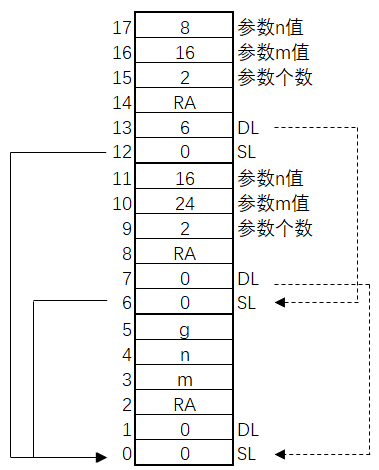 17 8 参数n值
16 16 参数m值
15 2 参数个数
14 RA
13 6 DL
12 0 SL
11 16 参数n值
10 24 参数m值
9 2 参数个数
8 RA
7 0 DL
6 0 SL
5 g
4 n
3 m
2 RA
1 0 DL
0 0 SL